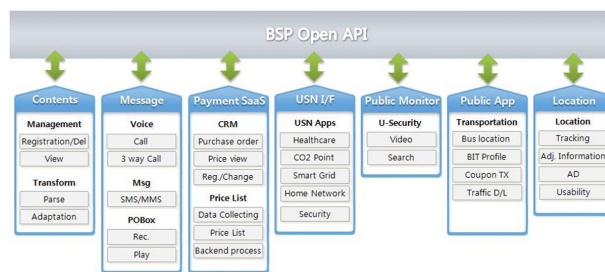 BSP Open API
Contents
Management
Registration/Del
View
Transform
Parse
Adaptation
Message
Voice
Call
3 way Call
Msg
SMS/MMS
POBox
Rec.
Play
Payment SaaS
CRM
Purchase order
Price view
Reg./Change
Price List
Data Collecting
Price List
Backend process
USN I/F
USN Apps
Healthcare
CO2 Point
Smart Grid
Home Network
Security
Public Monitor
U-Security
Video
Search
Public App
Transportation
Bus location
BIT Profile
Coupon TX
Traffic D/L
Location
Location
Tracking
Adj. Information
AD
Usability